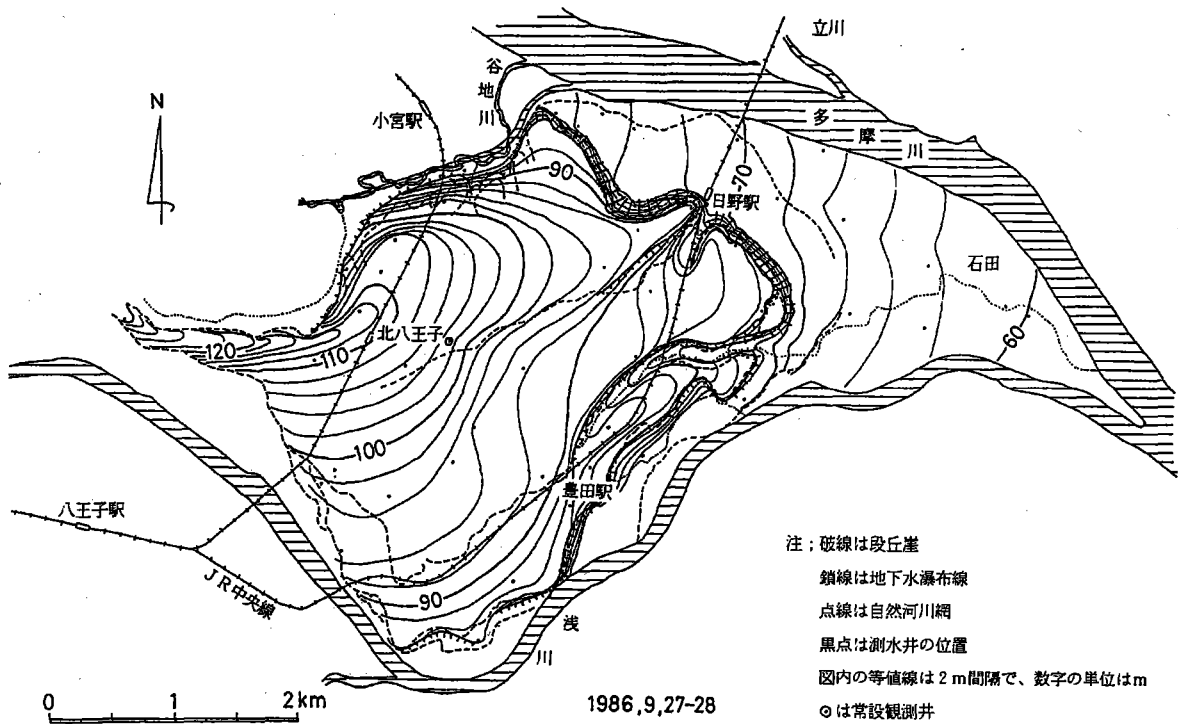 立川
谷地川
N
小宮駅
多摩川
90
70
日野駅
石田
北八王子
120
110
60
100
豊田駅
八王子駅
JR中央線
90
浅川
注；破線は段丘崖
鎖線は地下水瀑布線
点線は自然河川網
黒点は測水井の位置
図内の等値線は2m間隔で、数字の単位はm
◎は常設観測井
0 1 2km
1986,9,27-28